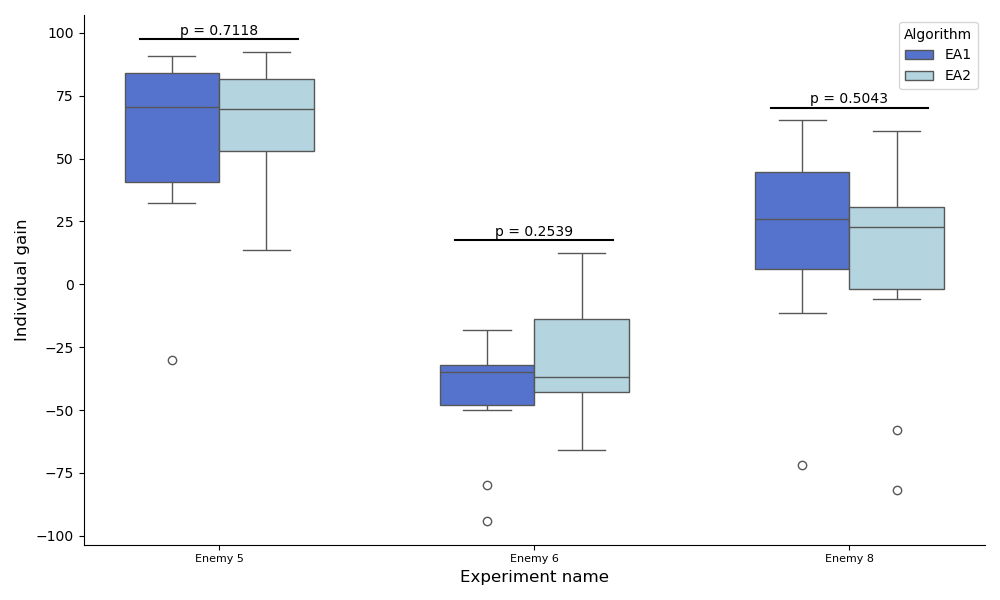 p = 0.7118
Algorithm
EA1
EA2
p = 0.5043
p = 0.2539
100
75
50
25
0
−25
−50
−75
−100
Individual gain
Enemy 5
Enemy 6
Enemy 8
Experiment name